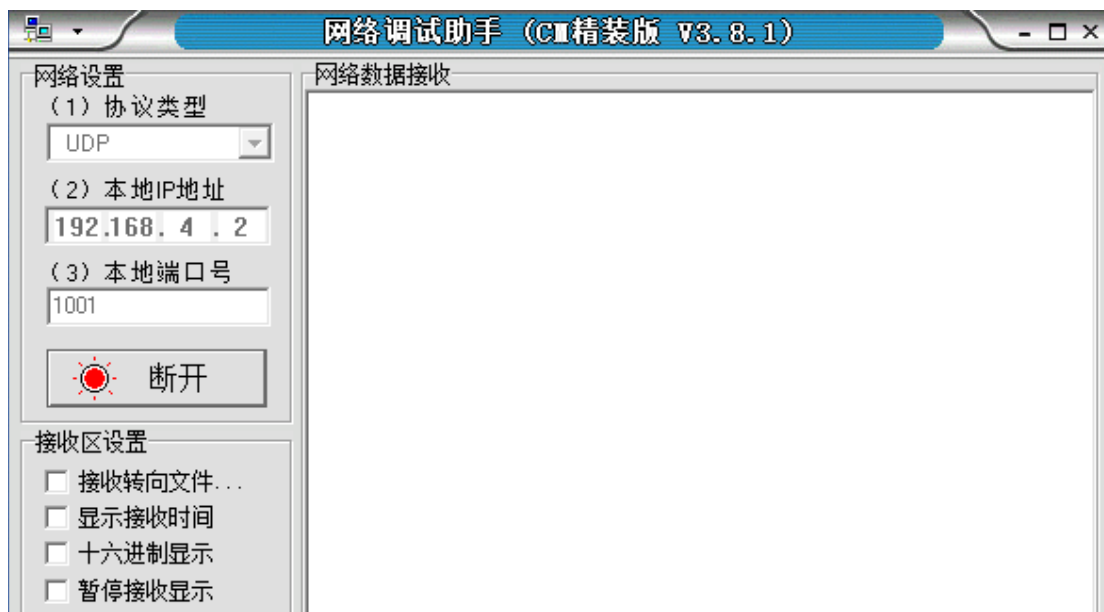 网络调试助手 (CM精装版 V3.8.1)
网络设置
(1) 协议类型
UDP
(2) 本地IP地址
192.168. 4 . 2
(3) 本地端口号
1001
断开
接收区设置
接收转向文件...
显示接收时间
十六进制显示
暂停接收显示
网络数据接收